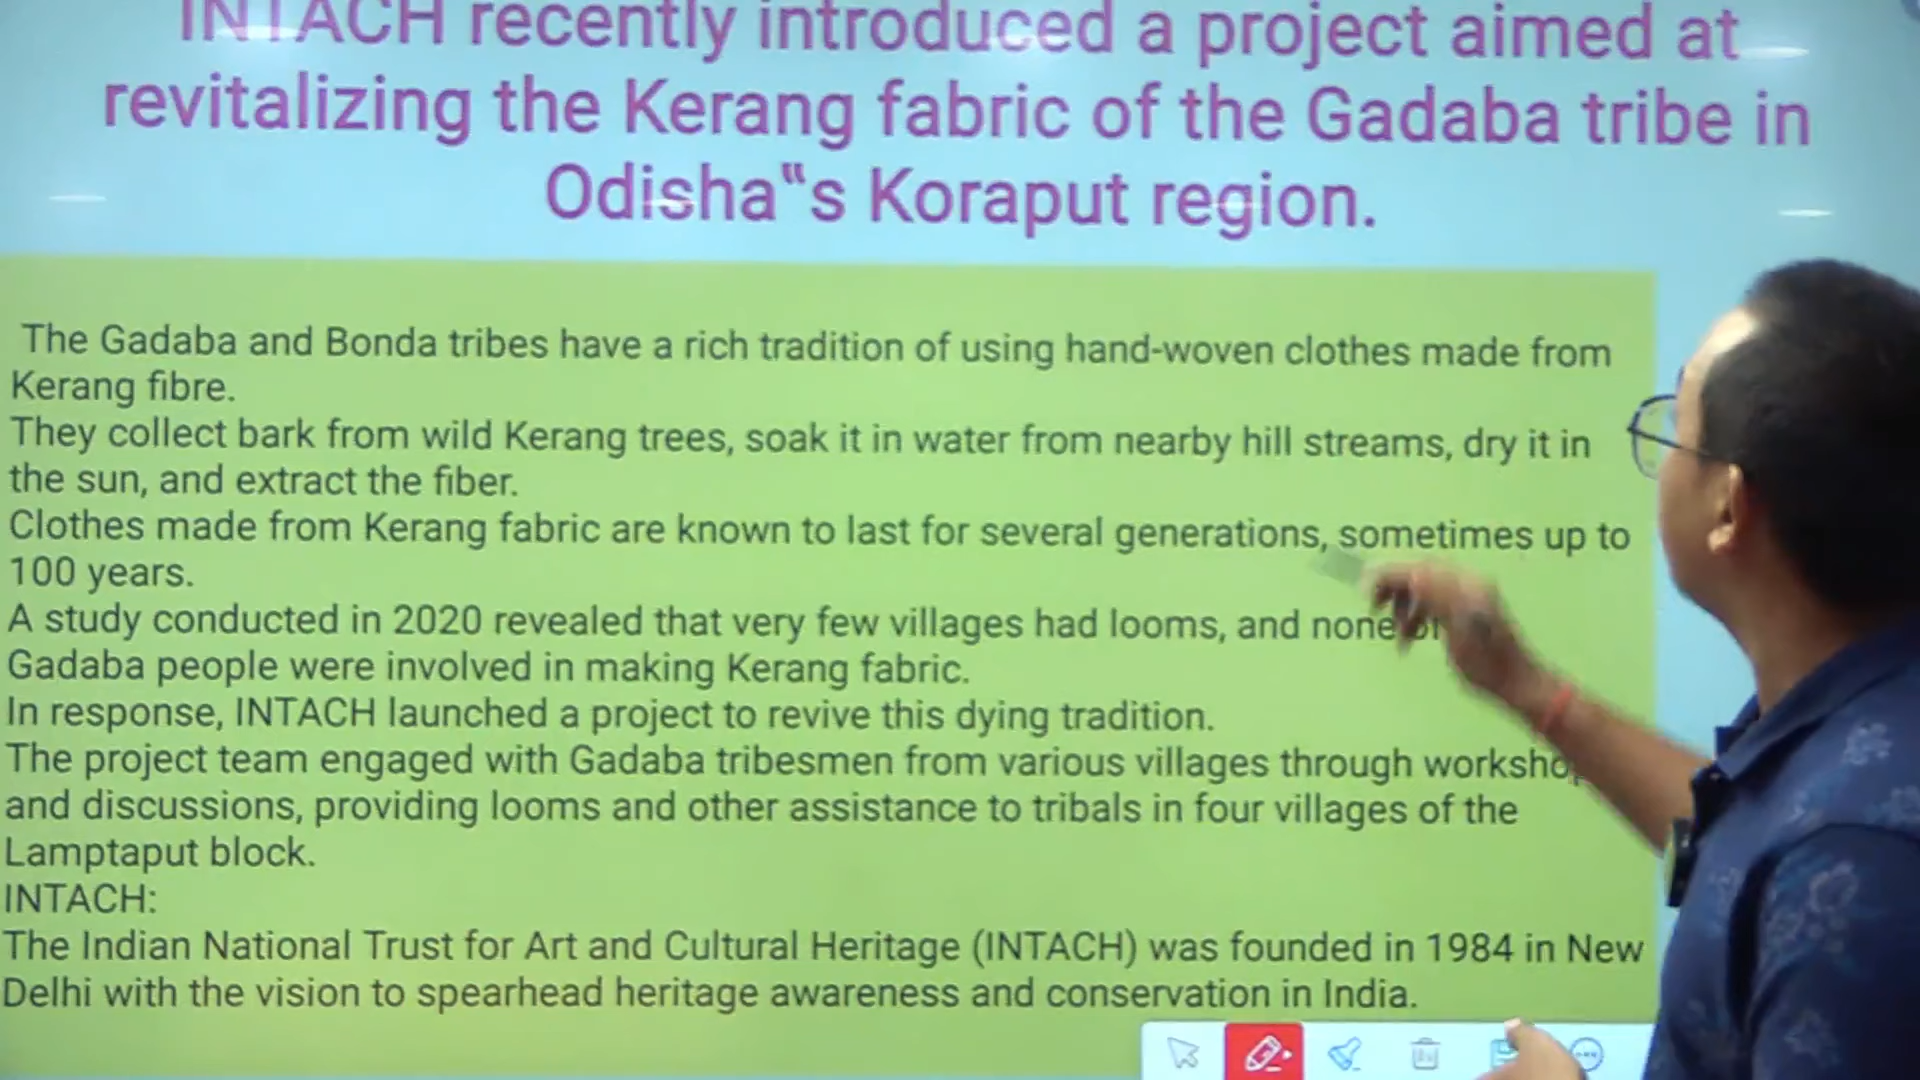 INTACH recently introduced a project aimed at
revitalizing the Kerang fabric of the Gadaba tribe in
Odisha‟s Koraput region.
The Gadaba and Bonda tribes have a rich tradition of using hand-woven clothes made from
Kerang fibre.
They collect bark from wild Kerang trees, soak it in water from nearby hill streams, dry it in
the sun, and extract the fiber.
Clothes made from Kerang fabric are known to last for several generations, sometimes up to
100 years.
A study conducted in 2020 revealed that very few villages had looms, and none
Gadaba people were involved in making Kerang fabric.
In response, INTACH launched a project to revive this dying tradition.
The project team engaged with Gadaba tribesmen from various villages through
and discussions, providing looms and other assistance to tribals in four villages of the
Lamptaput block.
INTACH:
The Indian National Trust for Art and Cultural Heritage (INTACH) was founded in 1984 in New
Delhi with the vision to spearhead heritage awareness and conservation in India.